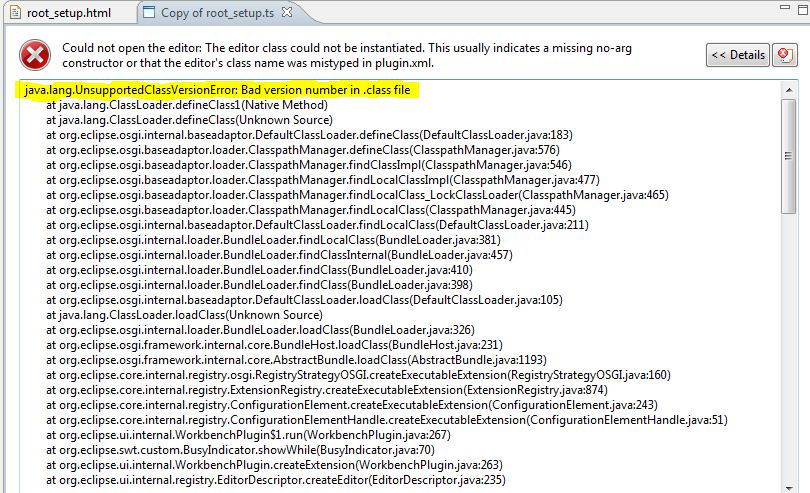 root_setup.html
Copy of root_setup.ts
Could not open the editor: The editor class could not be instantiated. This usually indicates a missing no-arg
constructor or that the editor's class name was mistyped in plugin.xml.
<< Details
java.lang.UnsupportedClassVersionError: Bad version number in .class file
at java.lang.ClassLoader.defineClass1(Native Method)
at java.lang.ClassLoader.defineClass(Unknown Source)
at org.eclipse.osgi.internal.baseadaptor.DefaultClassLoader.defineClass(DefaultClassLoader.java:183)
at org.eclipse.osgi.baseadaptor.loader.ClasspathManager.defineClass(ClasspathManager.java:576)
at org.eclipse.osgi.baseadaptor.loader.ClasspathManager.findClassImpl(ClasspathManager.java:546)
at org.eclipse.osgi.baseadaptor.loader.ClasspathManager.findLocalClassImpl(ClasspathManager.java:477)
at org.eclipse.osgi.baseadaptor.loader.ClasspathManager.findLocalClass_LockClassLoader(ClasspathManager.java:465)
at org.eclipse.osgi.baseadaptor.loader.ClasspathManager.findLocalClass(ClasspathManager.java:445)
at org.eclipse.osgi.internal.baseadaptor.DefaultClassLoader.findLocalClass(DefaultClassLoader.java:211)
at org.eclipse.osgi.internal.loader.BundleLoader.findLocalClass(BundleLoader.java:381)
at org.eclipse.osgi.internal.loader.BundleLoader.findClassInternal(BundleLoader.java:457)
at org.eclipse.osgi.internal.loader.BundleLoader.findClass(BundleLoader.java:410)
at org.eclipse.osgi.internal.loader.BundleLoader.findClass(BundleLoader.java:398)
at org.eclipse.osgi.internal.baseadaptor.DefaultClassLoader.loadClass(DefaultClassLoader.java:105)
at java.lang.ClassLoader.loadClass(Unknown Source)
at org.eclipse.osgi.internal.loader.BundleLoader.loadClass(BundleLoader.java:326)
at org.eclipse.osgi.framework.internal.core.BundleHost.loadClass(BundleHost.java:231)
at org.eclipse.osgi.framework.internal.core.AbstractBundle.loadClass(AbstractBundle.java:1193)
at org.eclipse.core.internal.registry.osgi.RegistryStrategyOSGI.createExecutableExtension(RegistryStrategyOSGI.java:160)
at org.eclipse.core.internal.registry.ExtensionRegistry.createExecutableExtension(ExtensionRegistry.java:874)
at org.eclipse.core.internal.registry.ConfigurationElement.createExecutableExtension(ConfigurationElement.java:243)
at org.eclipse.core.internal.registry.ConfigurationElementHandle.createExecutableExtension(ConfigurationElementHandle.java:51)
at org.eclipse.ui.internal.WorkbenchPlugin$1.run(WorkbenchPlugin.java:267)
at org.eclipse.swt.custom.BusyIndicator.showWhile(BusyIndicator.java:70)
at org.eclipse.ui.internal.WorkbenchPlugin.createExtension(WorkbenchPlugin.java:263)
at org.eclipse.ui.internal.registry.EditorDescriptor.createEditor(EditorDescriptor.java:235)